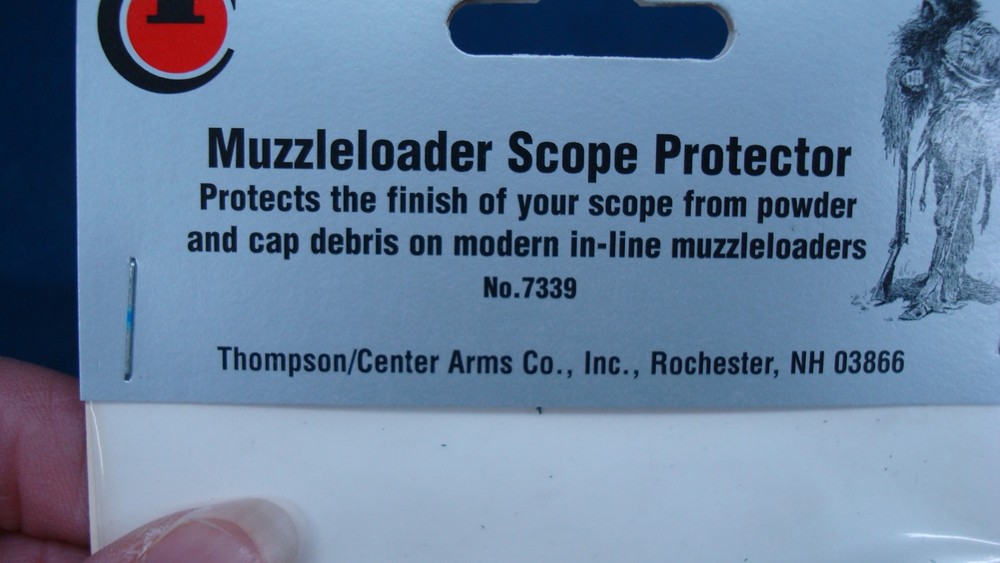 Muzzleloader Scope Protector
Protects the finish of your scope from powder
and cap debris on modern in-line muzzleloaders
No.7339
Thompson/Center Arms Co., Inc., Rochester, NH 03866